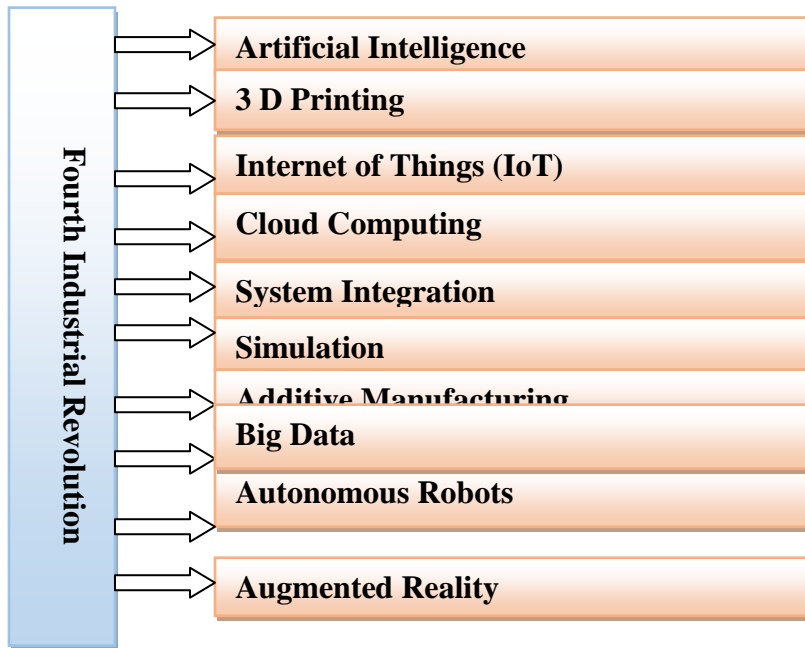 Fourth Industrial Revolution
Artificial Intelligence
3 D Printing
Internet of Things (IoT)
Cloud Computing
System Integration
Simulation
Additive Manufacturing
Big Data
Autonomous Robots
Augmented Reality